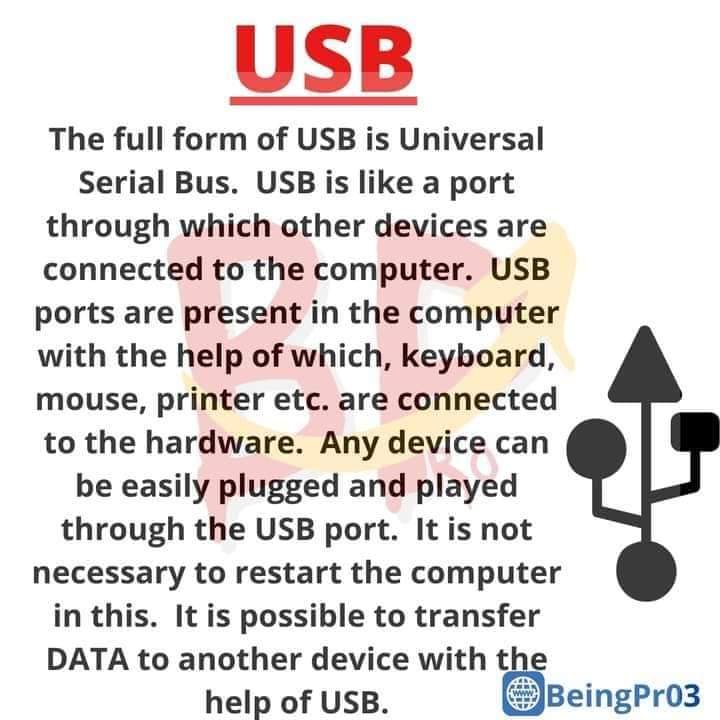 USB
The full form of USB is Universal
Serial Bus. USB is like a port
through which other devices are
connected to the computer. USB
ports are present in the computer
with the help of which, keyboard,
mouse, printer etc. are connected
to the hardware. Any device can
be easily plugged and played
through the USB port. It is not
necessary to restart the computer
in this. It is possible to transfer
DATA to another device with the
help of USB.
www
BeingPr03